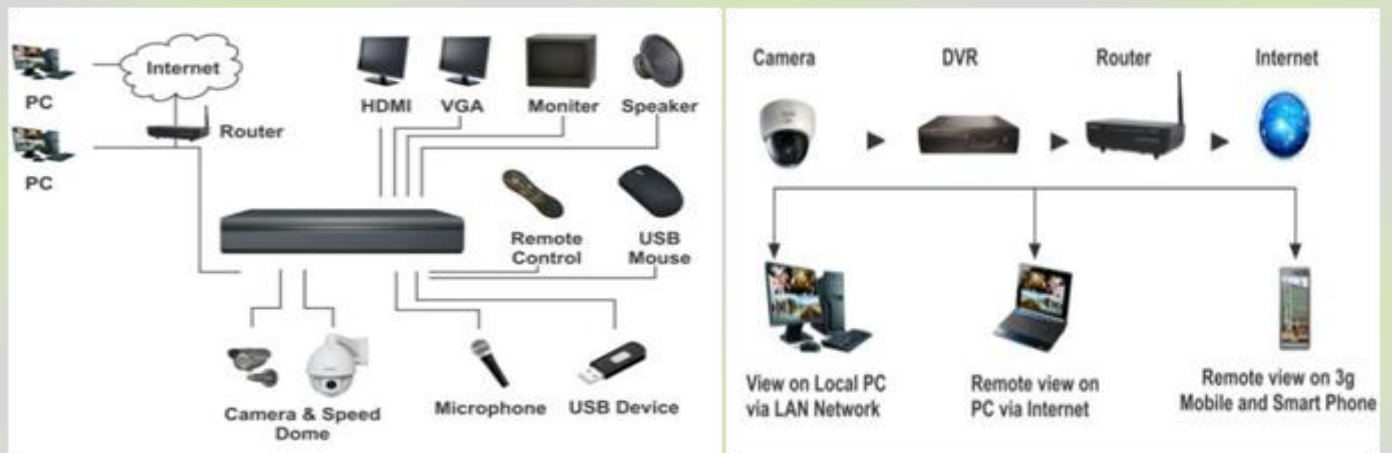 Internet
PC
Router
PC
HDMI
VGA
Moniter
Speaker
Remote
Control
USB
Mouse
Camera & Speed
Dome
Microphone
USB Device
Camera
DVR
Router
Internet
View on Local PC
via LAN Network
Remote view on
PC via Internet
Remote view on 3g
Mobile and Smart Phone